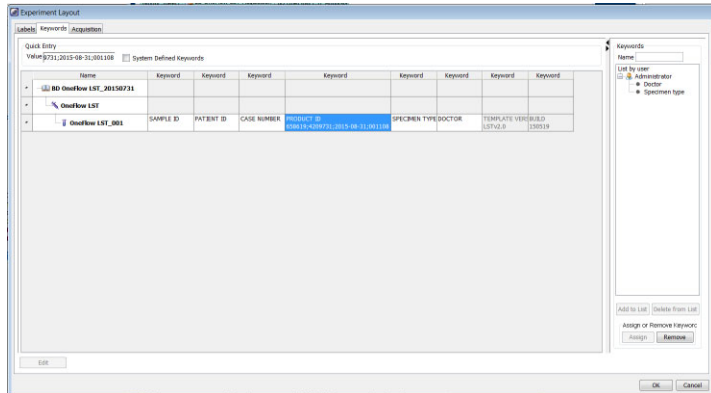 Experiment Layout
Labels Keywords Acquisition
Quick Entry
Value 9731;2015-08-31;001108 System Defined Keywords
Name Keyword Keyword Keyword Keyword Keyword Keyword Keyword Keyword
BD OneFlow LST_20150731
OneFlow LST
OneFlow LST_001 SAMPLE ID PATIENT ID CASE NUMBER PRODUCT ID SPECIMEN TYPE DOCTOR TEMPLATE VERS BUILD
658619;4209731;2015-08-31;001108 LSTV2.0 150519
Edit
Keywords
Name
List by user
Administrator
Doctor
Specimen type
Add to List Delete from List
Assign or Remove Keyword
Assign Remove
OK Cancel